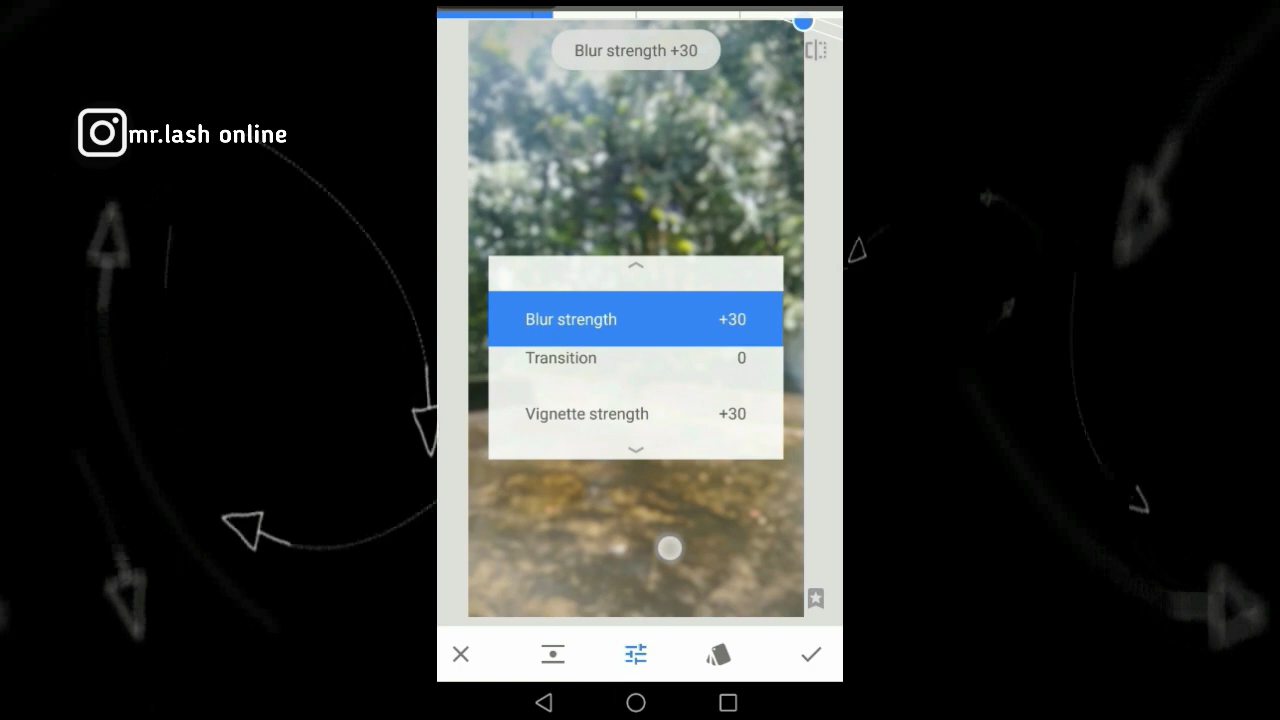 Blur strength +30
mr.lash online
Blur strength +30
Transition 0
Vignette strength +30